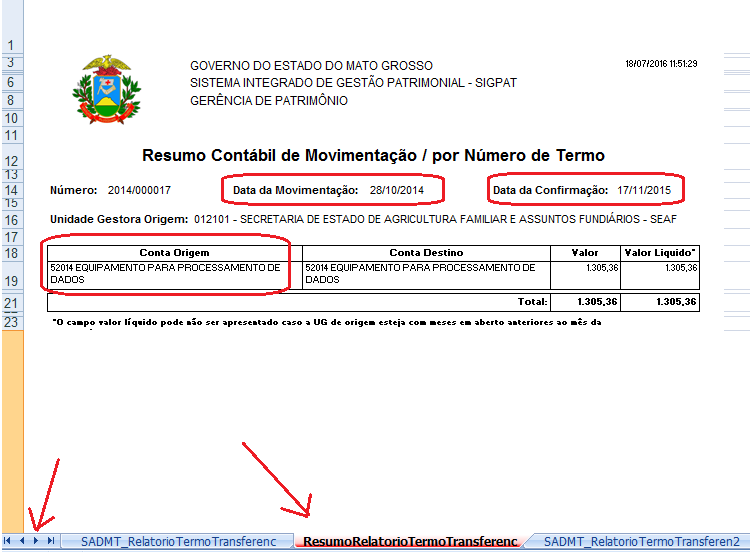 1
3
6
8
10
11
12
13
14
15
16
17
18
19
21
22
23
GOVERNO DO ESTADO DO MATO GROSSO
18/07/2016 11:51:29
SISTEMA INTEGRADO DE GESTÃO PATRIMONIAL - SIGPAT
GERÊNCIA DE PATRIMÔNIO
Resumo Contábil de Movimentação / por Número de Termo
Número: 2014/000017 Data da Movimentação: 28/10/2014 Data da Confirmação: 17/11/2015
Unidade Gestora Origem: 012101 - SECRETARIA DE ESTADO DE AGRICULTURA FAMILIAR E ASSUNTOS FUNDIÁRIOS - SEAF
Conta Origem Conta Destino Valor Valor Líquido*
52014 EQUIPAMENTO PARA PROCESSAMENTO DE DADOS
52014 EQUIPAMENTO PARA PROCESSAMENTO DE DADOS
1.305,36 1.305,36
Total: 1.305,36 1.305,36
*O campo valor líquido pode não ser apresentado caso a UG de origem esteja com meses em aberto anteriores ao mês da
SADMT_RelatorioTermoTransferenc ResumoRelatorioTermoTransferenc SADMT_RelatorioTermoTransferen2